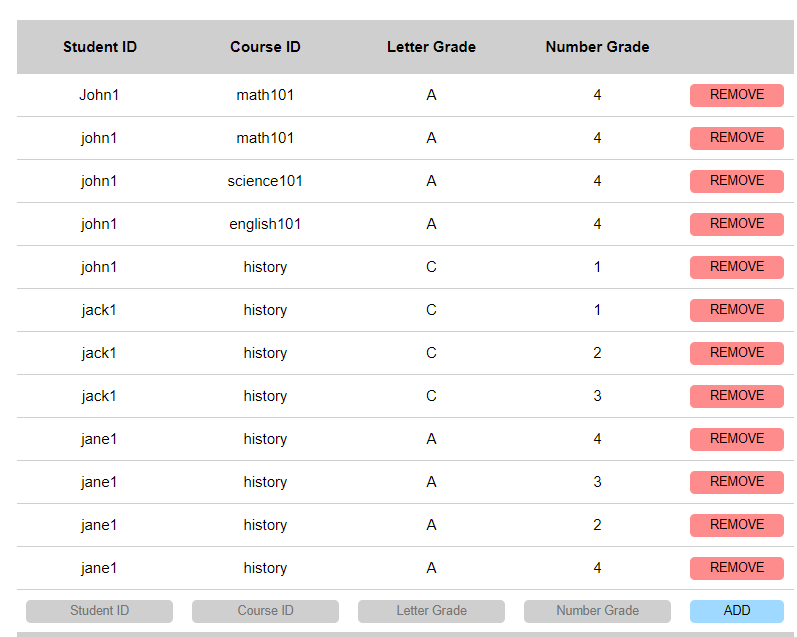 Student ID Course ID Letter Grade Number Grade
John1 math101 A 4 REMOVE
john1 math101 A 4 REMOVE
john1 science101 A 4 REMOVE
john1 english101 A 4 REMOVE
john1 history C 1 REMOVE
jack1 history C 1 REMOVE
jack1 history C 2 REMOVE
jack1 history C 3 REMOVE
jane1 history A 4 REMOVE
jane1 history A 3 REMOVE
jane1 history A 2 REMOVE
jane1 history A 4 REMOVE
Student ID Course ID Letter Grade Number Grade ADD